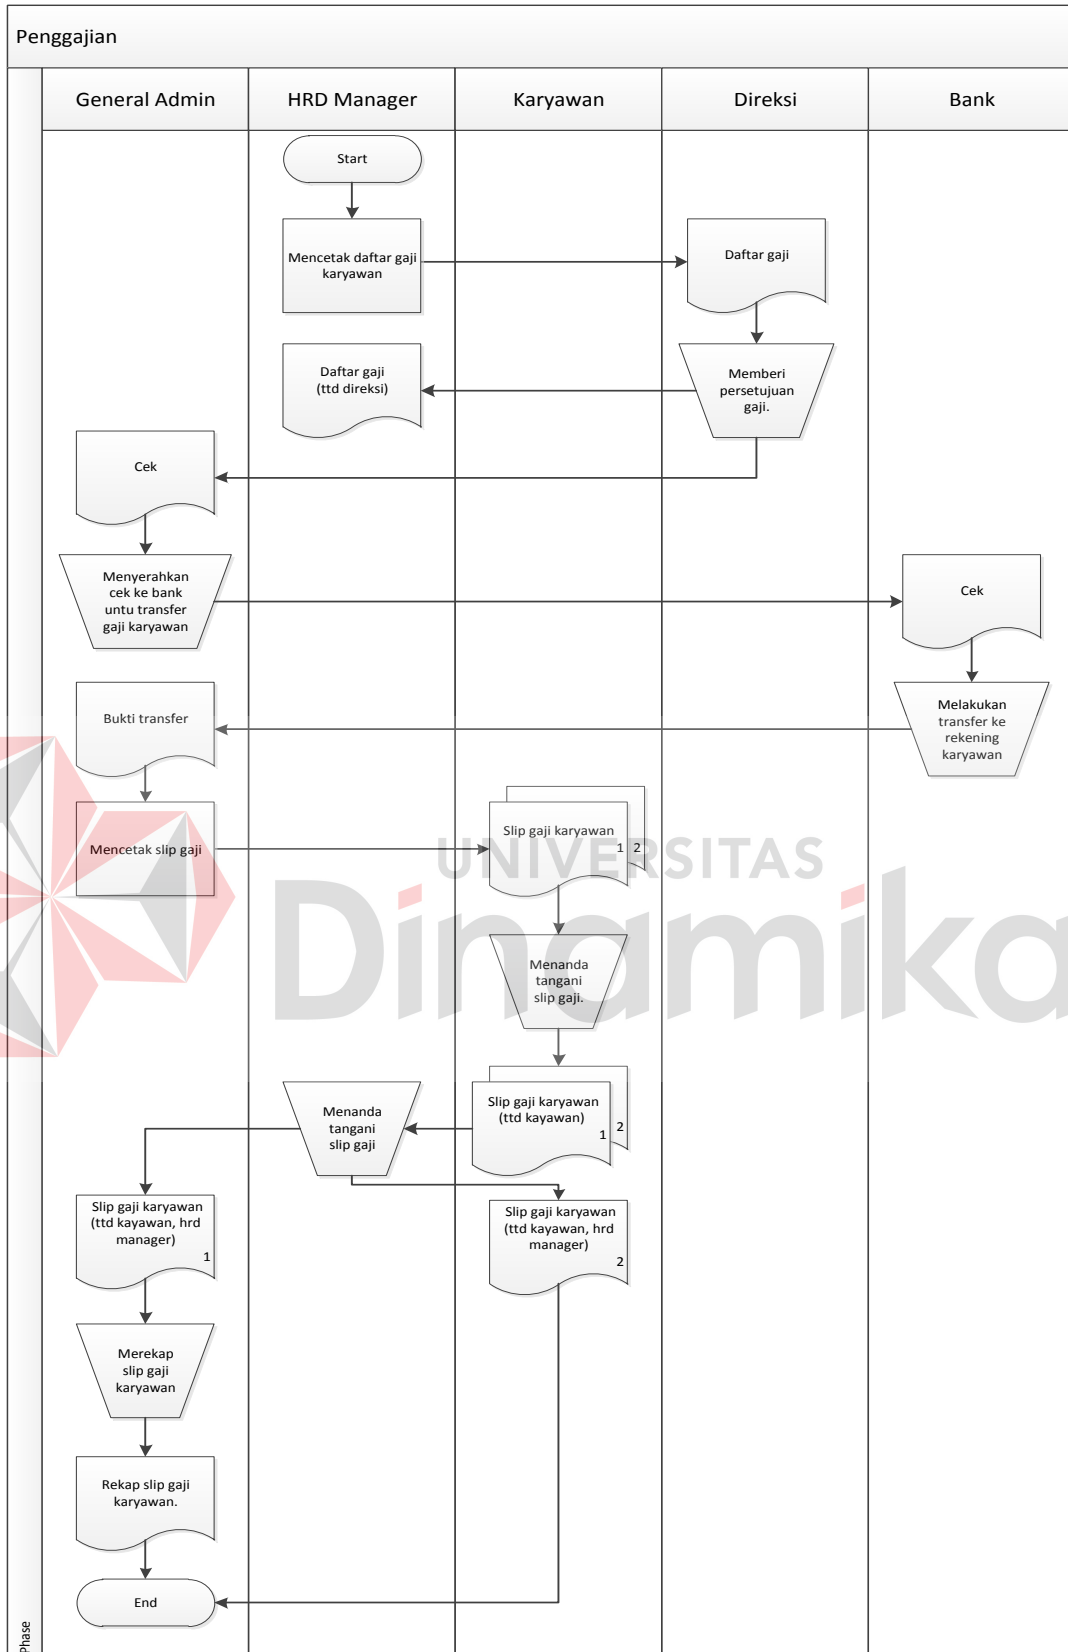 Penggajian
General Admin
HRD Manager
Karyawan
Direksi
Bank
Start
Mencetak daftar gaji
karyawan
Daftar gaji
Daftar gaji
(ttd direksi)
Memberi
persetujuan
gaji.
Cek
Menyerahkan
cek ke bank
untu transfer
gaji karyawan
Cek
Bukti transfer
Melakukan
transfer ke
rekening
karyawan
Mencetak slip gaji
Slip gaji karyawan
1
2
UNIVERSITAS
Dinamika
Menanda
tangani
slip gaji.
Menanda
tangani
slip gaji
Slip gaji karyawan
(ttd kayawan)
1
2
Slip gaji karyawan
(ttd kayawan, hrd
manager)
1
Slip gaji karyawan
(ttd kayawan, hrd
manager)
2
Merekap
slip gaji
karyawan
Rekap slip gaji
karyawan.
End
Phase